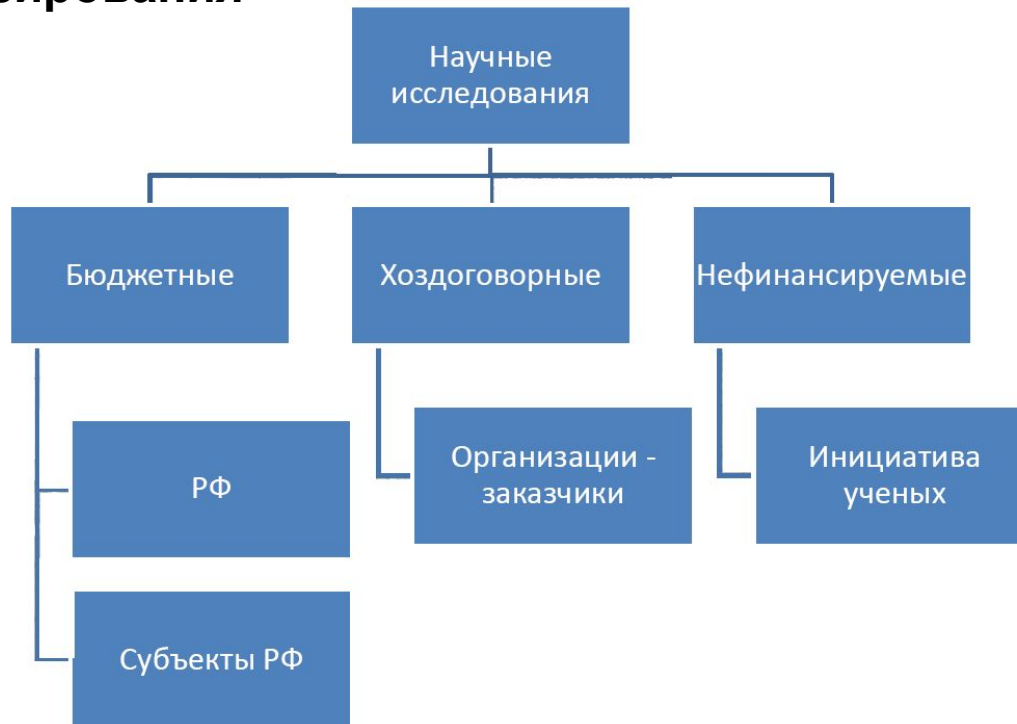 Научные
исследования
Бюджетные
Хоздоговорные
Нефинансируемые
РФ
Организации -
заказчики
Инициатива
ученых
Субъекты РФ